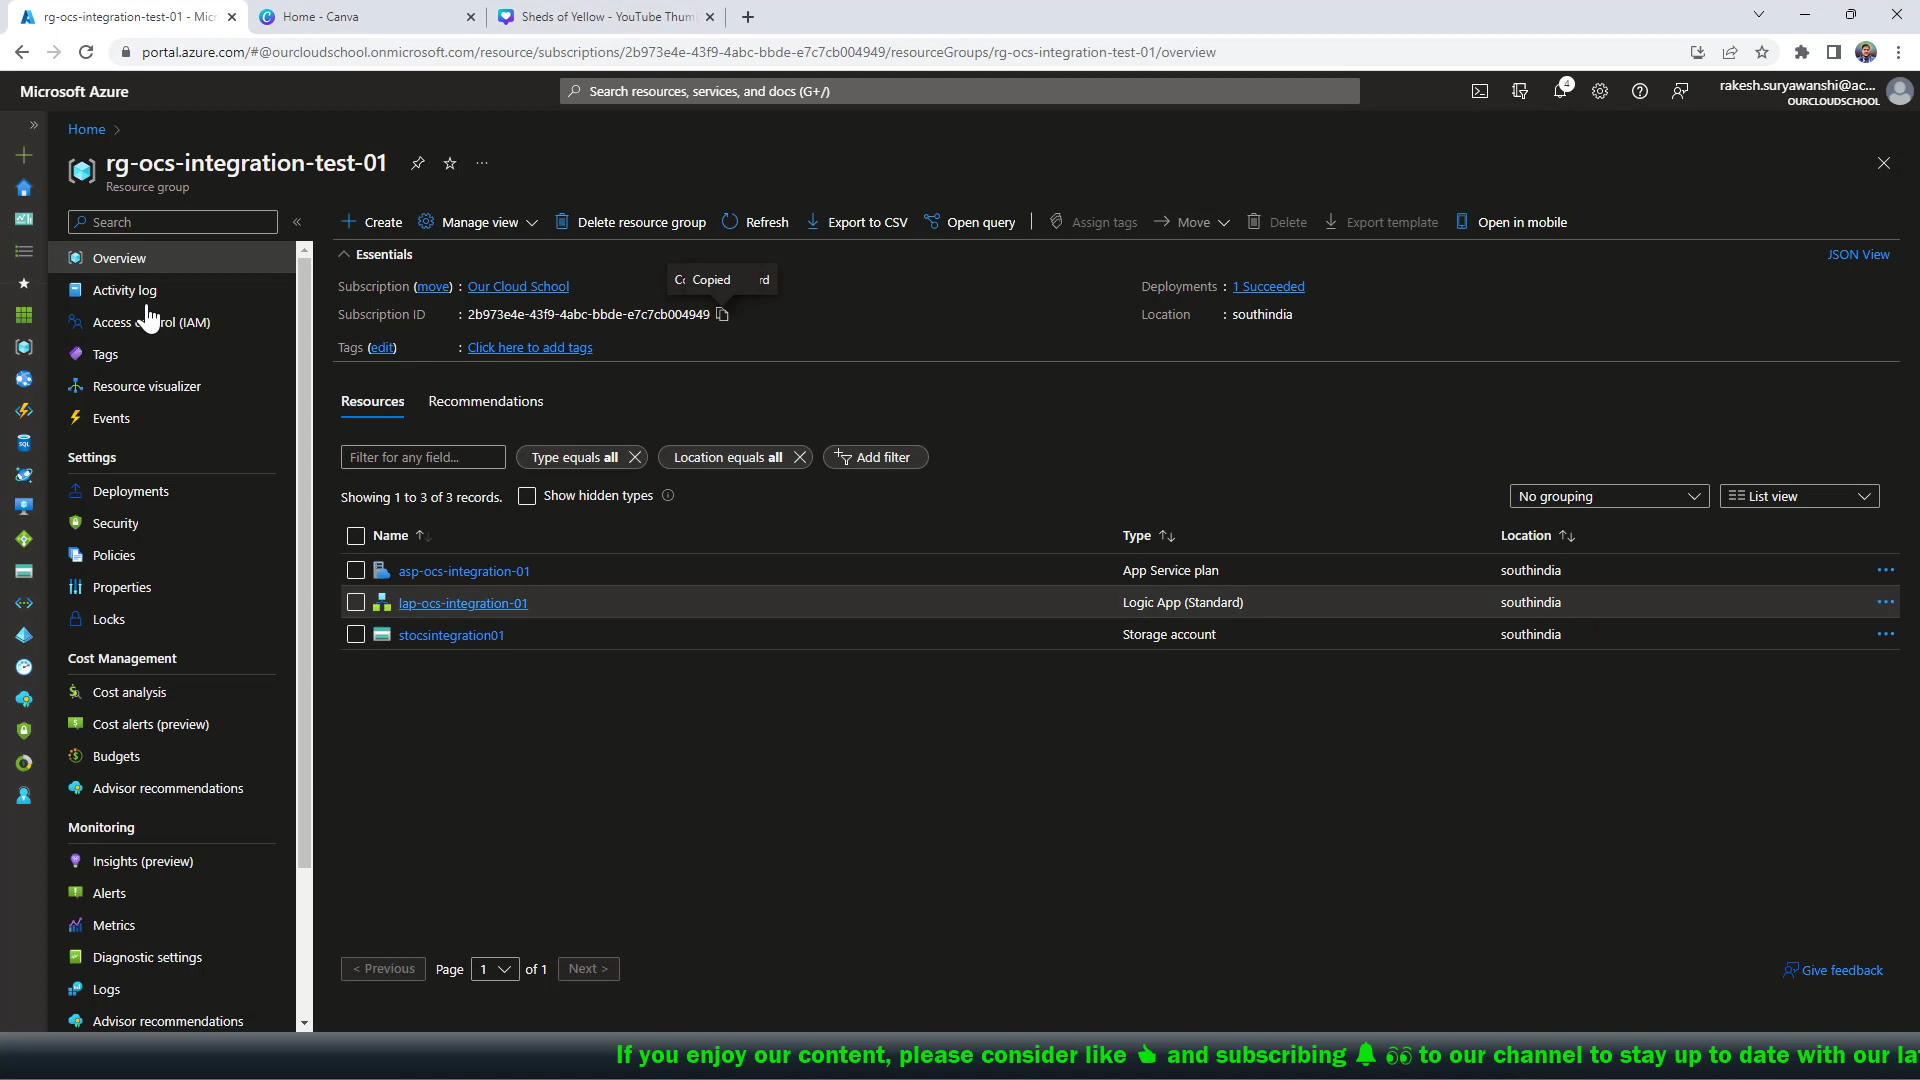 rg-ocs-integration-test-01 - Micr
Home - Canva
Sheds of Yellow - YouTube Thum
portal.azure.com/#@ourcloudschool.onmicrosoft.com/resource/subscriptions/2b973e4e-43f9-4abc-bbde-e7c7cb004949/resourceGroups/rg-ocs-integration-test-01/overview
Microsoft Azure
Search resources, services, and docs (G+/)
4
rakesh.suryawanshi@ac...
OURCLOUDSCHOOL
Home >
rg-ocs-integration-test-01
Resource group
Search
Create
Manage view
Delete resource group
Refresh
Export to CSV
Open query
Assign tags
Move
Delete
Export template
Open in mobile
Overview
Activity log
Access control (IAM)
Tags
Resource visualizer
Events
Settings
Deployments
Security
Policies
Properties
Locks
Cost Management
Cost analysis
Cost alerts (preview)
Budgets
Advisor recommendations
Monitoring
Insights (preview)
Alerts
Metrics
Diagnostic settings
Logs
Advisor recommendations
Essentials
JSON View
Copied
Subscription (move) : Our Cloud School
Deployments : 1 Succeeded
Subscription ID : 2b973e4e-43f9-4abc-bbde-e7c7cb004949
Location : southindia
Tags (edit) : Click here to add tags
Resources
Recommendations
Filter for any field...
Type equals all
Location equals all
Add filter
Showing 1 to 3 of 3 records.
Show hidden types
No grouping
List view
Name
Type
Location
asp-ocs-integration-01 App Service plan southindia
lap-ocs-integration-01 Logic App (Standard) southindia
stocsintegration01 Storage account southindia
< Previous
Page 1 of 1
Next >
Give feedback
If you enjoy our content, please consider like 👍 and subscribing 🔔 👀 to our channel to stay up to date with our